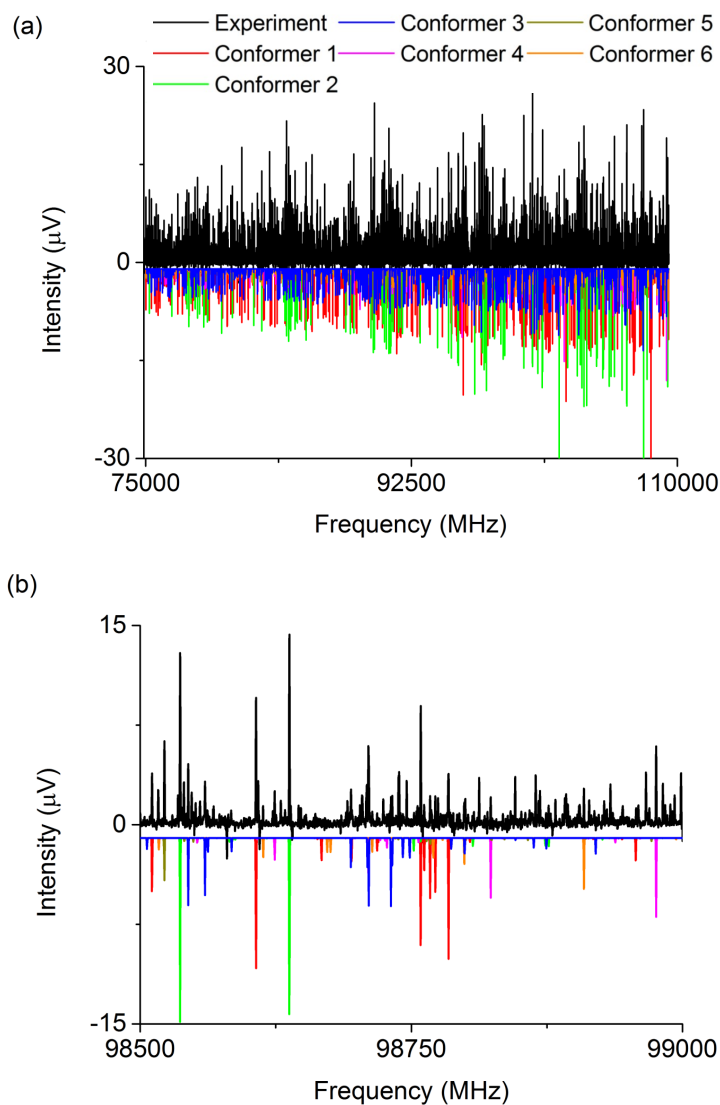 (a)
Experiment Conformer 3 Conformer 5
Conformer 1 Conformer 4 Conformer 6
Conformer 2
30
0
-30
Intensity (μV)
75000 92500 110000
Frequency (MHz)
(b)
15
0
-15
Intensity (μV)
98500 98750 99000
Frequency (MHz)